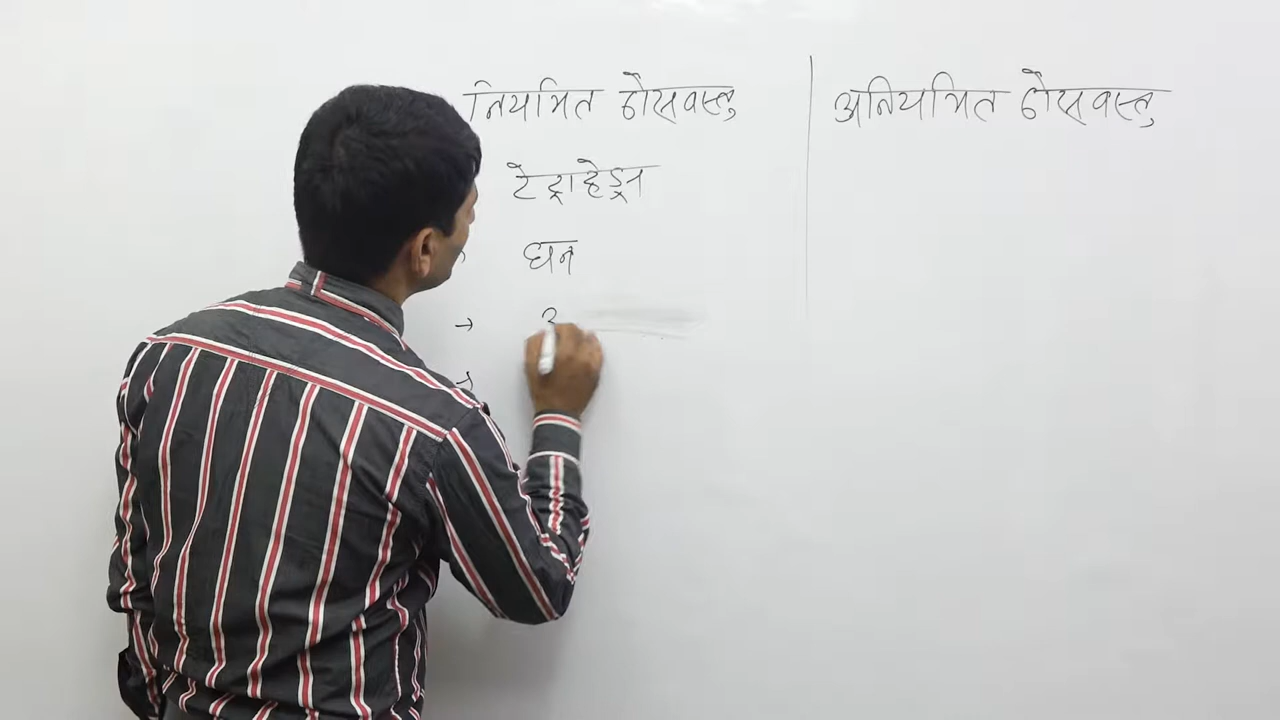 नियमित ठोसवस्तु
अनियमित ठोसवस्तु
टेट्राहेड्रन
घन
→
→